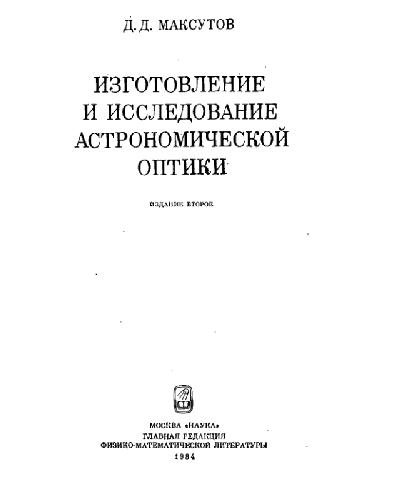 Д. Д. МАКСУТОВ
ИЗГОТОВЛЕНИЕ
И ИССЛЕДОВАНИЕ
АСТРОНОМИЧЕСКОЙ
ОПТИКИ
ИЗДАНИЕ ВТОРОЕ
МОСКВА «НАУКА»
ГЛАВНАЯ РЕДАКЦИЯ
ФИЗИКО-МАТЕМАТИЧЕСКОЙ ЛИТЕРАТУРЫ
1984